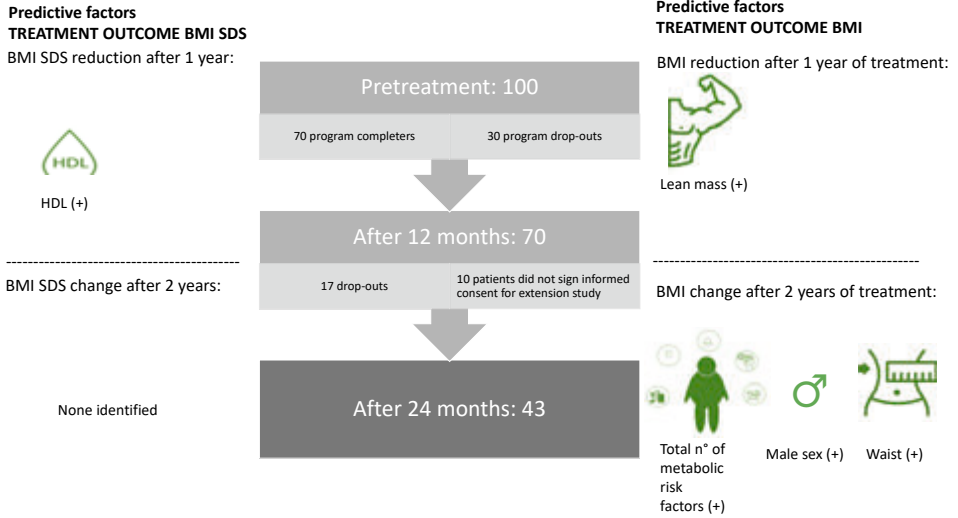 Predictive factors
TREATMENT OUTCOME BMI SDS
BMI SDS reduction after 1 year:
HDL
HDL (+)
BMI SDS change after 2 years:
None identified
Pretreatment: 100
70 program completers
30 program drop-outs
After 12 months: 70
17 drop-outs
10 patients did not sign informed
consent for extension study
After 24 months: 43
Predictive factors
TREATMENT OUTCOME BMI
BMI reduction after 1 year of treatment:
Lean mass (+)
BMI change after 2 years of treatment:
Total n° of
metabolic
risk
factors (+)
Male sex (+)
Waist (+)